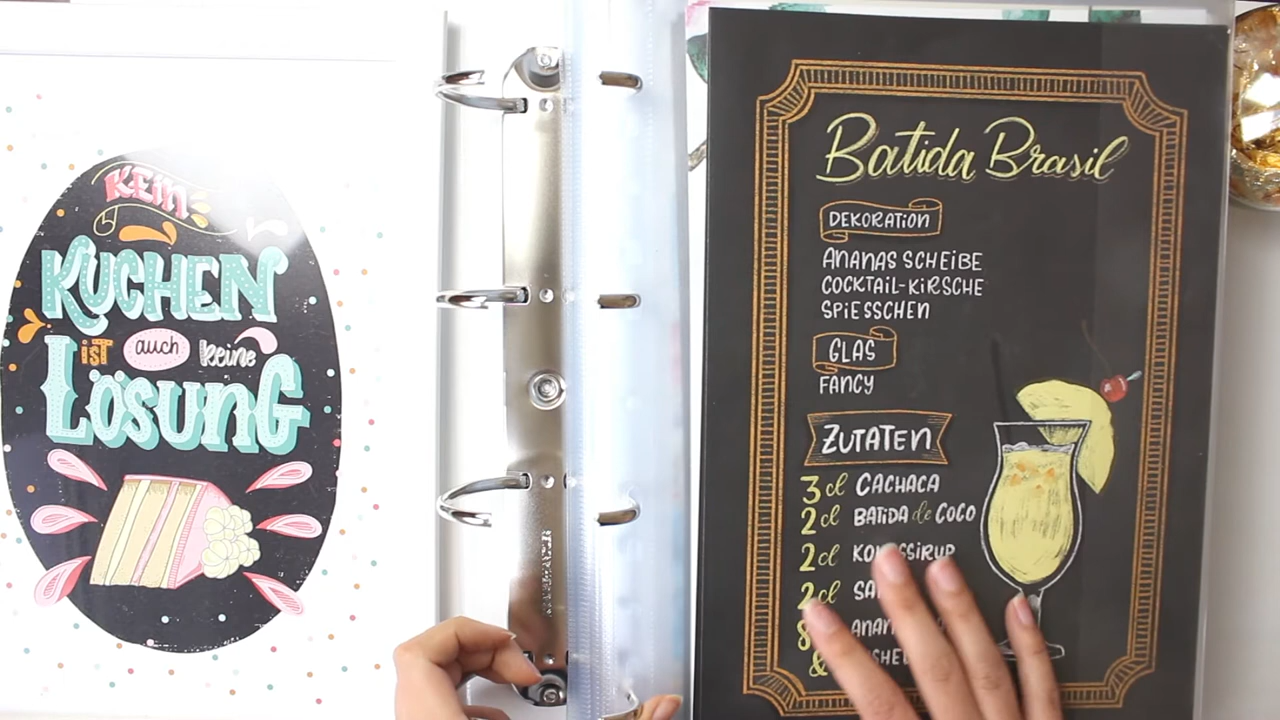 KEIN
KUCHEN
IST auch keine
LÖSUNG
Batida Brasil
DEKORATION
ANANAS SCHEIBE
COCKTAIL-KIRSCHE
SPIESSCHEN
GLAS
FANCY
ZUTATEN
3 cl CACHACA
2 cl BATIDA de COCO
2 cl
2 cl
8
&